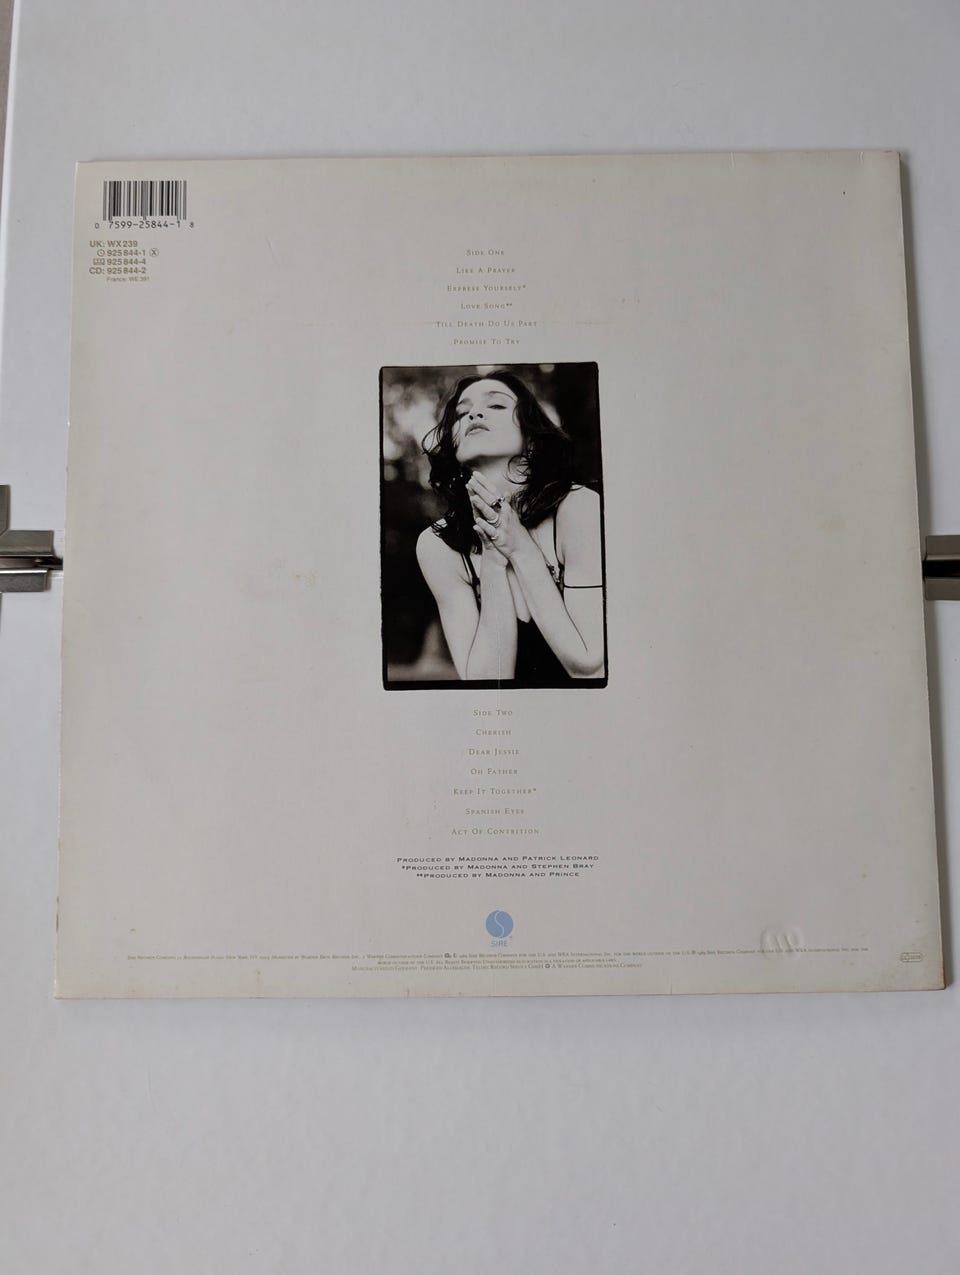 0 7599-25844-1 8
UK: WX 239
925 844-1
925 844-4
CD: 925 844-2
France: WE 391
SIDE ONE
LIKE A PRAYER
EXPRESS YOURSELF*
LOVE SONG**
TILL DEATH DO US PART
PROMISE TO TRY
SIDE TWO
CHERISH
DEAR JESSIE
OH FATHER
KEEP IT TOGETHER*
SPANISH EYES
ACT OF CONTRITION
PRODUCED BY MADONNA AND PATRICK LEONARD
*PRODUCED BY MADONNA AND STEPHEN BRAY
**PRODUCED BY MADONNA AND PRINCE
SIRE